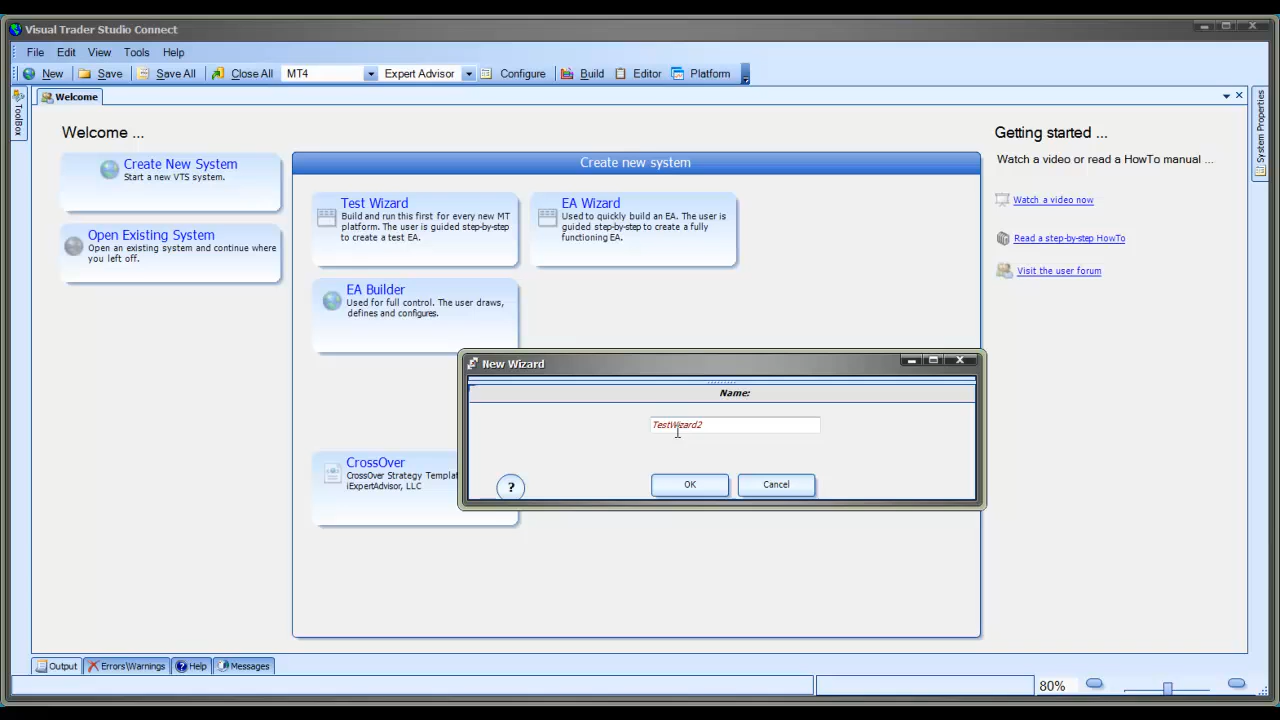 Visual Trader Studio Connect
File Edit View Tools Help
New Save Save All Close All MT4 Expert Advisor Configure Build Editor Platform
ToolBox
Welcome
System Properties
Welcome ...
Create New System
Start a new VTS system.
Open Existing System
Open an existing system and continue where
you left off.
Create new system
Test Wizard
Build and run this first for every new MT
platform. The user is guided step-by-step
to create a test EA.
EA Wizard
Used to quickly build an EA. The user is
guided step-by-step to create a fully
functioning EA.
EA Builder
Used for full control. The user draws,
defines and configures.
CrossOver
CrossOver Strategy Templat
iExpertAdvisor, LLC
Getting started ...
Watch a video or read a HowTo manual ...
Watch a video now
Read a step-by-step HowTo
Visit the user forum
New Wizard
Name:
TestWizard2
?
OK Cancel
Output Errors\Warnings Help Messages
80%